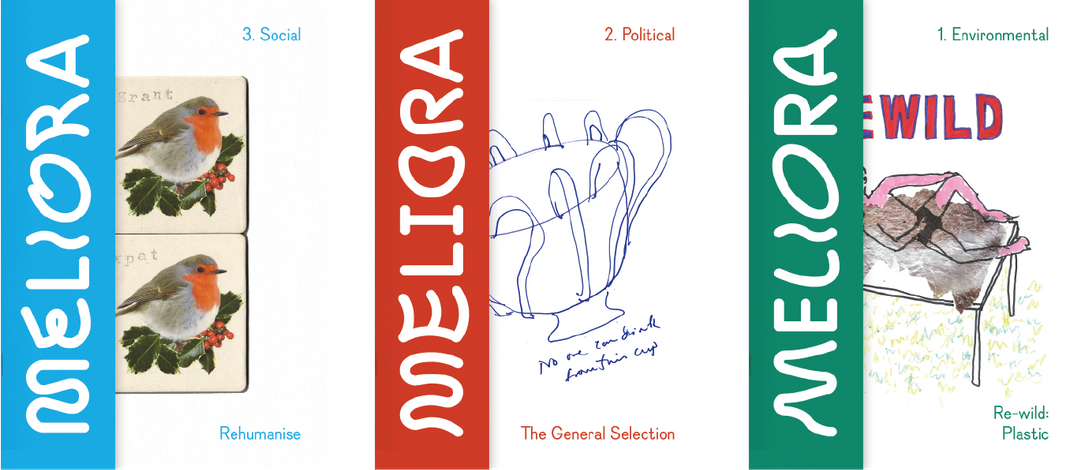 MELIORA
3. Social
grant
xpat
Rehumanise
MELIORA
2. Political
No one can drink
from this cup
The General Selection
MELIORA
1. Environmental
EWILD
Re-wild:
Plastic